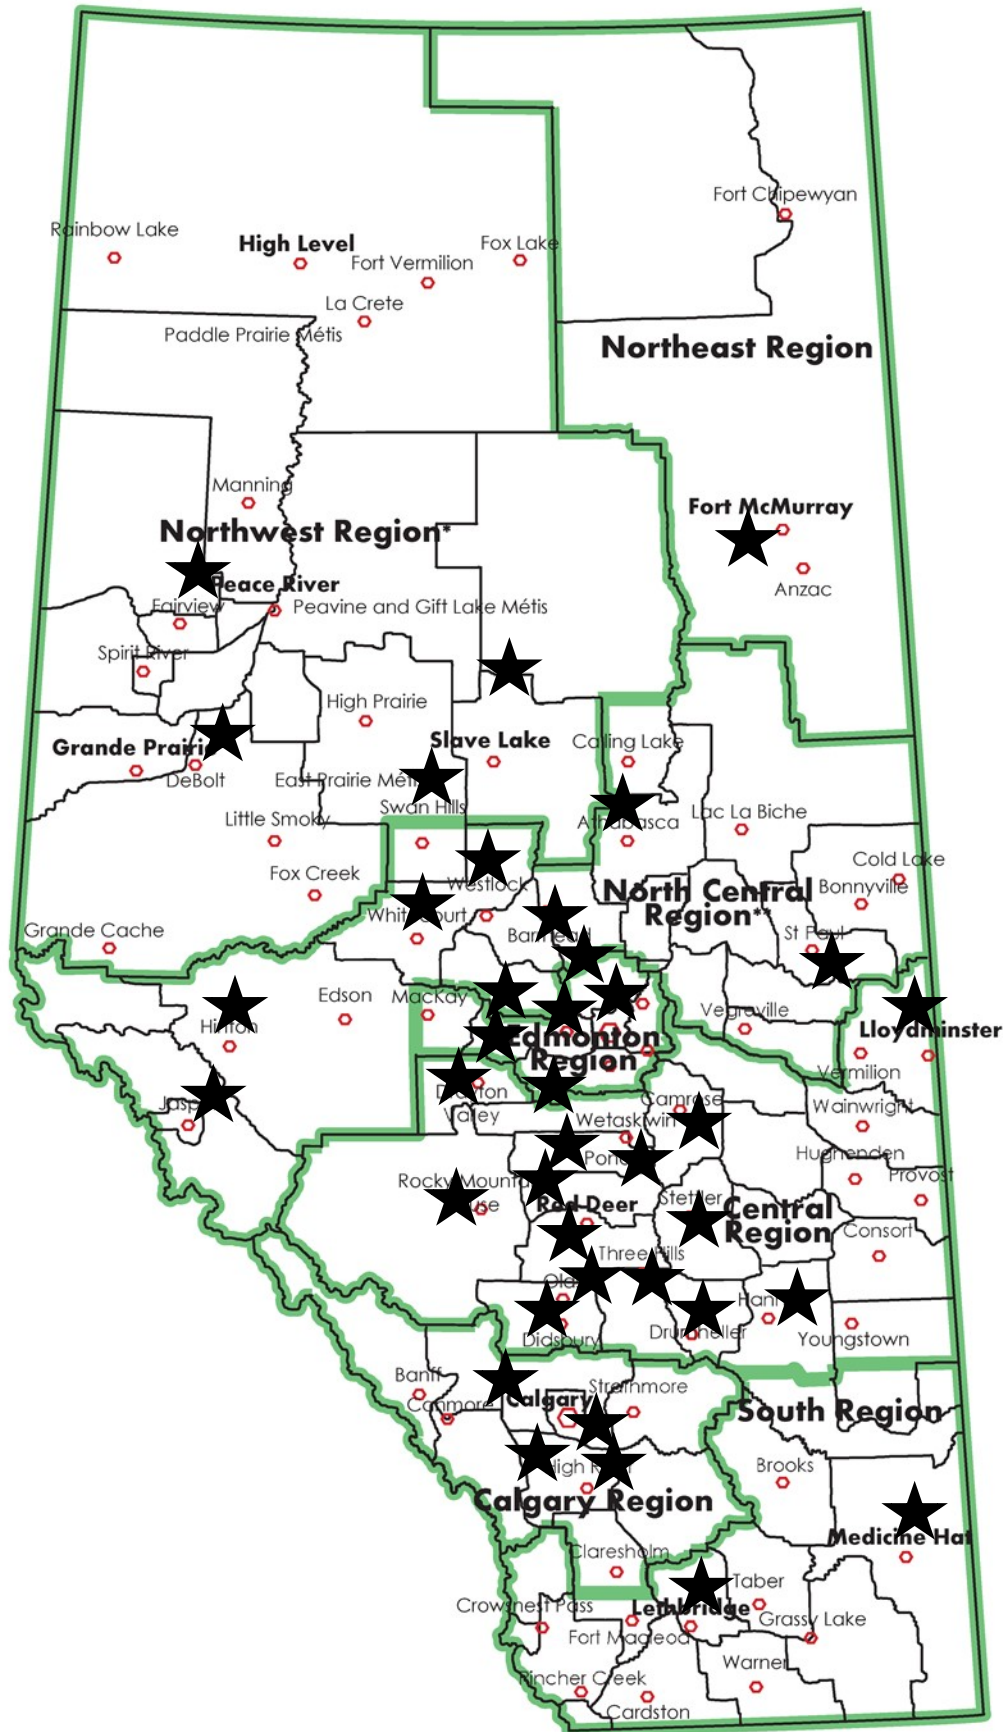 Fort Chipewyan
Rainbow Lake
High Level
Fox Lake
Fort Vermilion
La Crete
Paddle Prairie Métis
Northeast Region
Manning
Fort McMurray
Northwest Region*
Peace River
Anzac
Fairview
Peavine and Gift Lake Métis
Spirit River
High Prairie
Grande Prairie
Slave Lake
Calling Lake
DeBolt
East Prairie Métis
Swan Hills
Little Smoky
Athabasca
Lac La Biche
Cold Lake
Fox Creek
Westlock
Bonnyville
North Central
Region**
Whitecourt
Grande Cache
Barrhead
St Paul
Edson
MacKay
Hinton
Vegreville
Lloydminster
Edmonton
Region
Vermilion
Drayton
Valley
Jasper
Camrose
Wainwright
Wetaskiwin
Hughenden
Provost
Rocky Mountain
House
Red Deer
Stettler
Central
Region
Consort
Three Hills
Olds
Hanna
Didsbury
Drumheller
Youngstown
Banff
Canmore
Calgary
Strathmore
South Region
High River
Brooks
Calgary Region
Medicine Hat
Claresholm
Taber
Crowsnest Pass
Lethbridge
Grassy Lake
Fort Macleod
Warner
Pincher Creek
Cardston